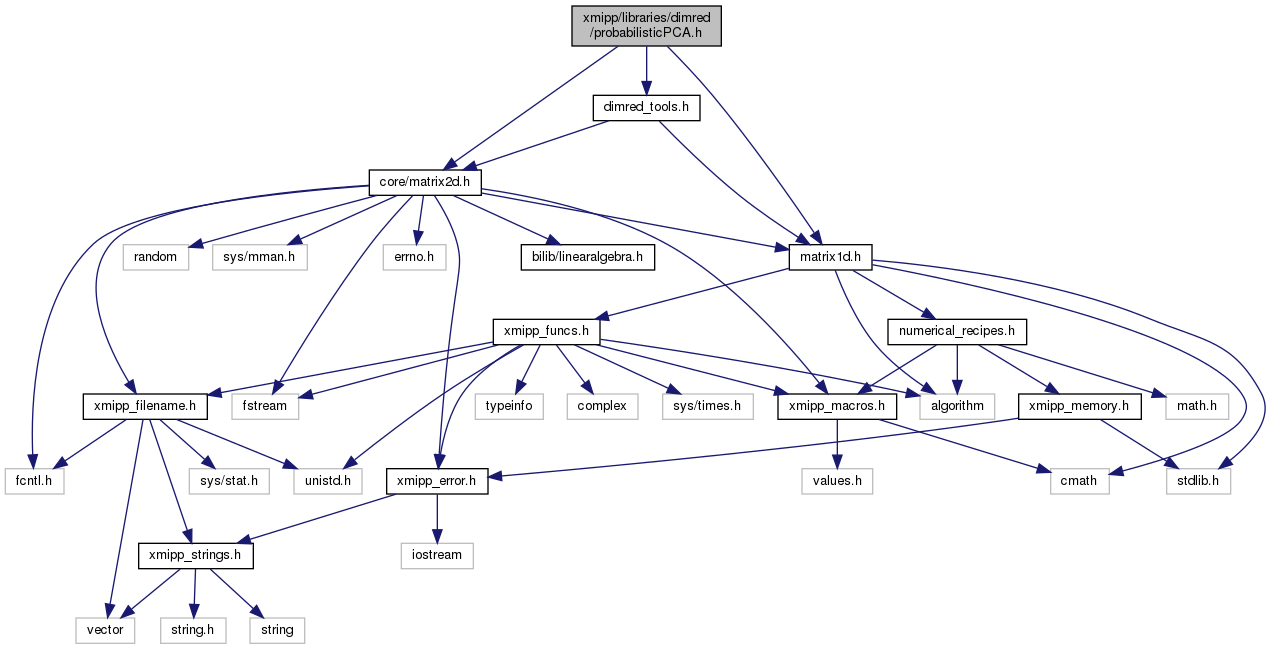 xmipp/libraries/dimred
/probabilisticPCA.h
dimred_tools.h
core/matrix2d.h
random
sys/mman.h
errno.h
bilib/linearalgebra.h
matrix1d.h
xmipp_funcs.h
numerical_recipes.h
xmipp_filename.h
fstream
typeinfo
complex
sys/times.h
xmipp_macros.h
algorithm
xmipp_memory.h
math.h
fcntl.h
sys/stat.h
unistd.h
xmipp_error.h
values.h
cmath
stdlib.h
xmipp_strings.h
iostream
vector
string.h
string